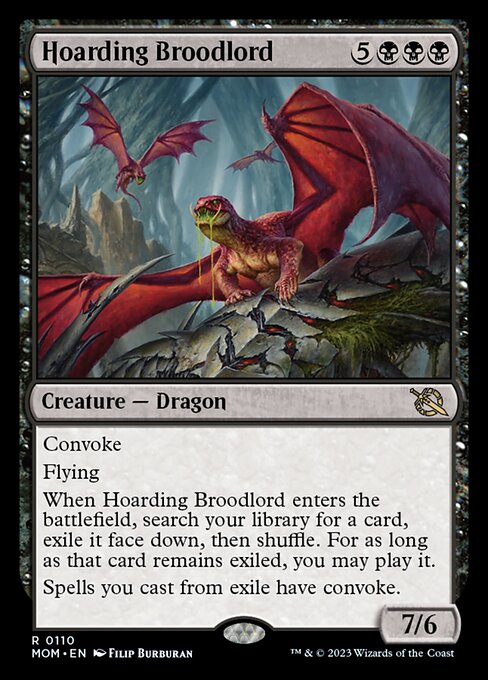 Hoarding Broodlord 5
Creature — Dragon
Convoke
Flying
When Hoarding Broodlord enters the
battlefield, search your library for a card,
exile it face down, then shuffle. For as long
as that card remains exiled, you may play it.
Spells you cast from exile have convoke.
7/6
R 0110
MOM • EN Filip Burburan
™ & © 2023 Wizards of the Coast